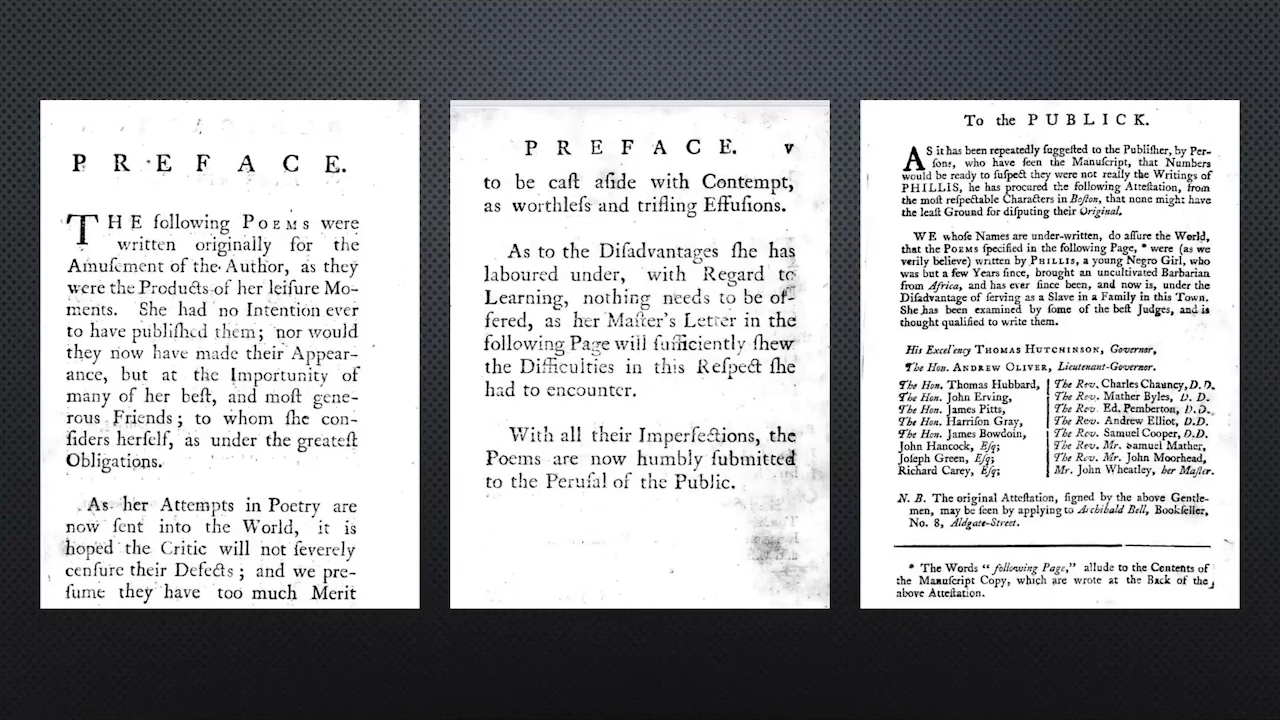 P R E F A C E.
THE following POEMS were
written originally for the
Amuſement of the Author, as they
were the Products of her leiſure Mo-
ments. She had no Intention ever
to have publiſhed them; nor would
they now have made their Appear-
ance, but at the Importunity of
many of her beſt, and moſt gene-
rous Friends; to whom ſhe con-
ſiders herſelf, as under the greateſt
Obligations.
As her Attempts in Poetry are
now ſent into the World, it is
hoped the Critic will not ſeverely
cenſure their Defects; and we pre-
ſume they have too much Merit
P R E F A C E. v
to be caſt aſide with Contempt,
as worthleſs and trifling Effuſions.
As to the Diſadvantages ſhe has
laboured under, with Regard to
Learning, nothing needs to be of-
fered, as her Maſter's Letter in the
following Page will ſufficiently ſhew
the Difficulties in this Reſpect ſhe
had to encounter.
With all their Imperfections, the
Poems are now humbly ſubmitted
to the Peruſal of the Public.
To the PUBLICK.
AS it has been repeatedly ſuggeſted to the Publiſher, by Per-
ſons, who have ſeen the Manuſcript, that Numbers
would be ready to ſuſpect they were not really the Writings of
PHILLIS, he has procured the following Atteſtation, from
the moſt reſpectable Characters in Boſton, that none might have
the leaſt Ground for diſputing their Original.
WE whoſe Names are under-written, do aſſure the World,
that the POEMS ſpecified in the following Page, * were (as we
verily believe) written by PHILLIS, a young Negro Girl, who
was but a few Years ſince, brought an uncultivated Barbarian
from Africa, and has ever ſince been, and now is, under the
Diſadvantage of ſerving as a Slave in a Family in this Town.
She has been examined by ſome of the beſt Judges, and is
thought qualified to write them.
His Excellency THOMAS HUTCHINSON, Governor,
The Hon. ANDREW OLIVER, Lieutenant-Governor.
The Hon. Thomas Hubbard,
The Hon. John Erving,
The Hon. James Pitts,
The Hon. Harriſon Gray,
The Hon. James Bowdoin,
John Hancock, Eſq;
Joſeph Green, Eſq;
Richard Carey, Eſq;
The Rev. Charles Chauncy, D. D.
The Rev. Mather Byles, D. D.
The Rev. Ed. Pemberton, D. D.
The Rev. Andrew Elliot, D.D.
The Rev. Samuel Cooper, D.D.
The Rev. Mr. Samuel Mather,
The Rev. Mr. John Moorhead,
Mr. John Wheatley, her Maſter.
N. B. The original Atteſtation, ſigned by the above Gentle-
men, may be ſeen by applying to Archibald Bell, Bookſeller,
No. 8, Aldgate-Street.
* The Words "following Page," allude to the Contents of
the Manuſcript Copy, which are wrote at the Back of the
above Atteſtation.